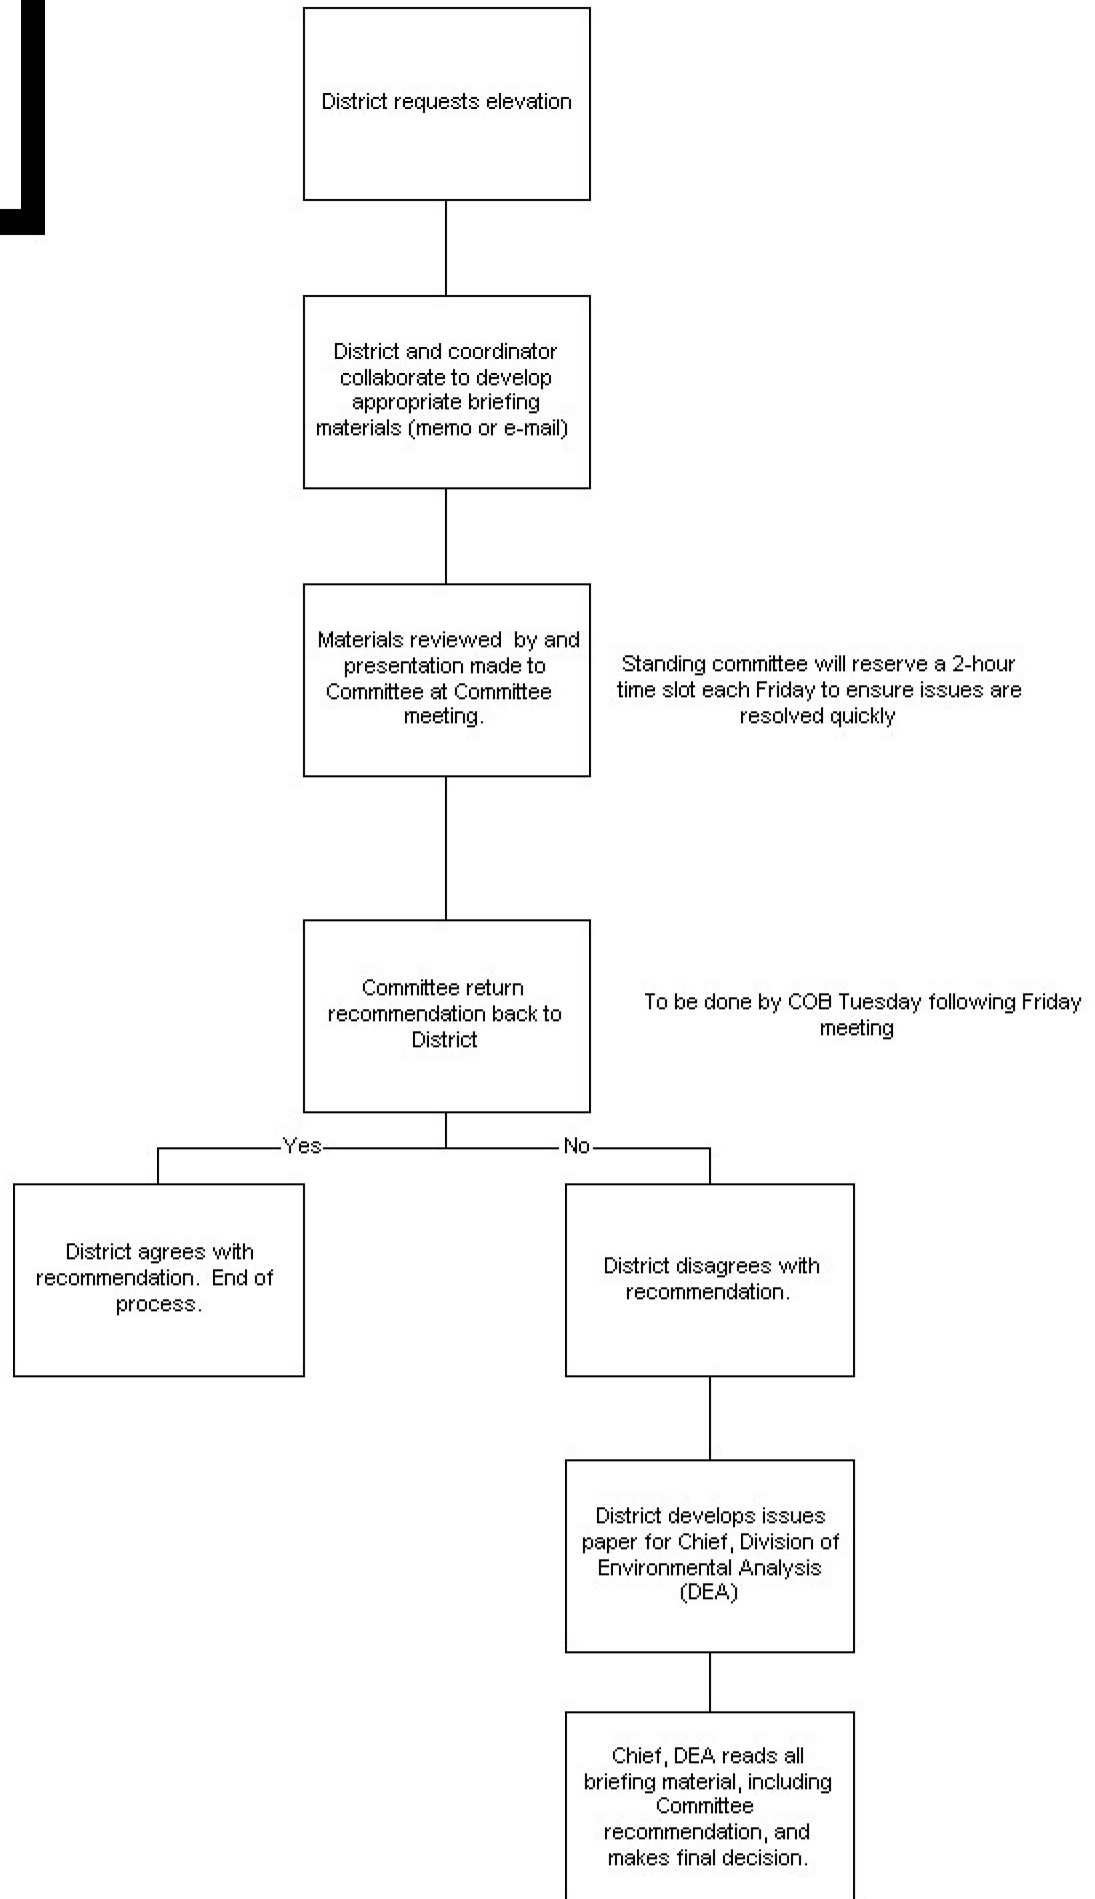 District requests elevation
District and coordinator
collaborate to develop
appropriate briefing
materials (memo or e-mail)
Materials reviewed  by and
presentation made to
Committee at Committee
meeting.
Standing committee will reserve a 2-hour
time slot each Friday to ensure issues are
resolved quickly
Committee return
recommendation back to
District
To be done by COB Tuesday following Friday
meeting
Yes
No
District agrees with
recommendation.  End of
process.
District disagrees with
recommendation.
District develops issues
paper for Chief, Division of
Environmental Analysis
(DEA)
Chief, DEA reads all
briefing material, including
Committee
recommendation, and
makes final decision.